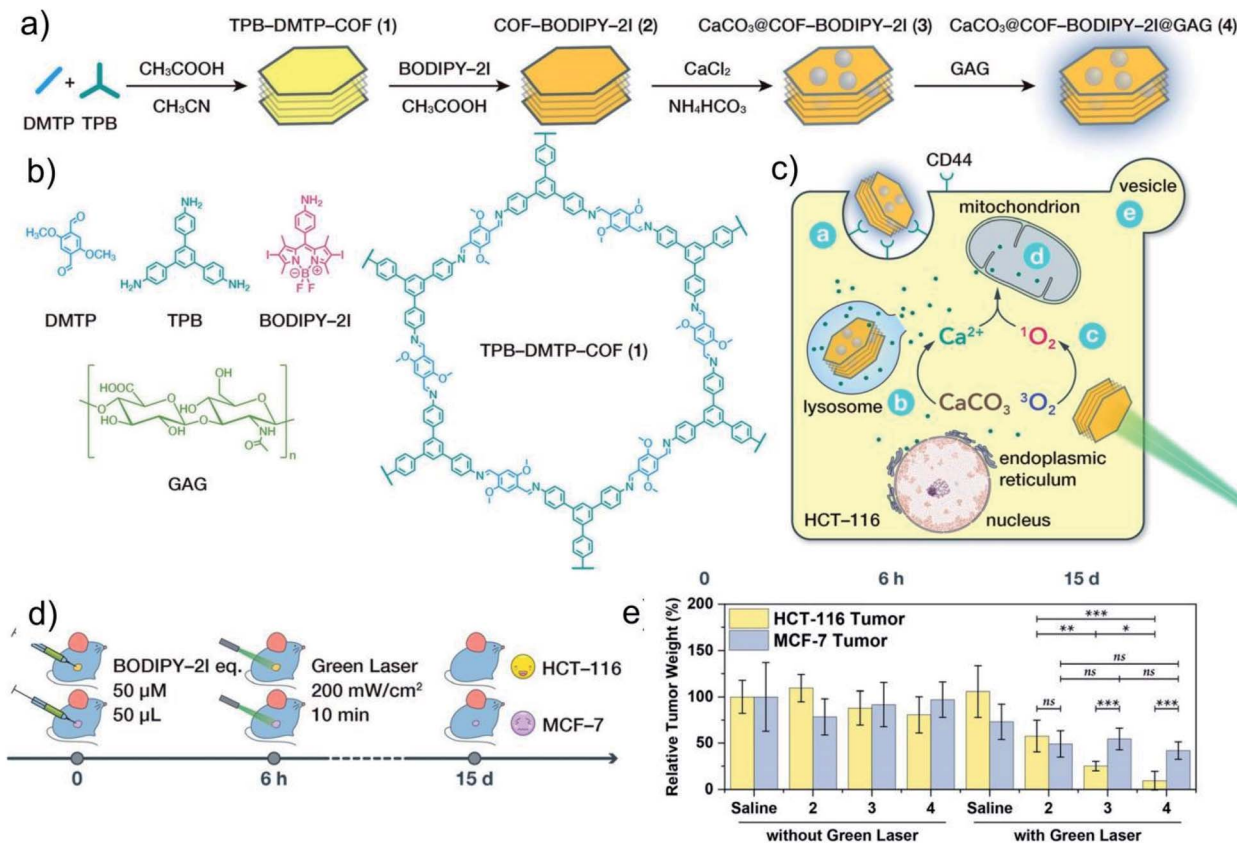 a)
TPB–DMTP–COF (1)
COF–BODIPY–2I (2)
CaCO₃@COF–BODIPY–2I (3)
CaCO₃@COF–BODIPY–2I@GAG (4)
DMTP
+
TPB
CH₃COOH
CH₃CN
BODIPY–2I
CH₃COOH
CaCl₂
NH₄HCO₃
GAG
b)
DMTP
TPB
BODIPY–2I
TPB–DMTP–COF (1)
GAG
c)
CD44
vesicle
e
mitochondrion
a
d
Ca²⁺
¹O₂
c
lysosome
b
CaCO₃
³O₂
endoplasmic
reticulum
HCT–116
nucleus
0
6 h
15 d
d)
BODIPY–2I eq.
50 μM
50 μL
Green Laser
200 mW/cm²
10 min
HCT–116
MCF–7
0
6 h
15 d
e)
Relative Tumor Weight (%)
200
150
100
50
0
HCT-116 Tumor
MCF-7 Tumor
***
**
*
ns
ns
ns
ns
***
***
Saline
2
3
4
Saline
2
3
4
without Green Laser
with Green Laser